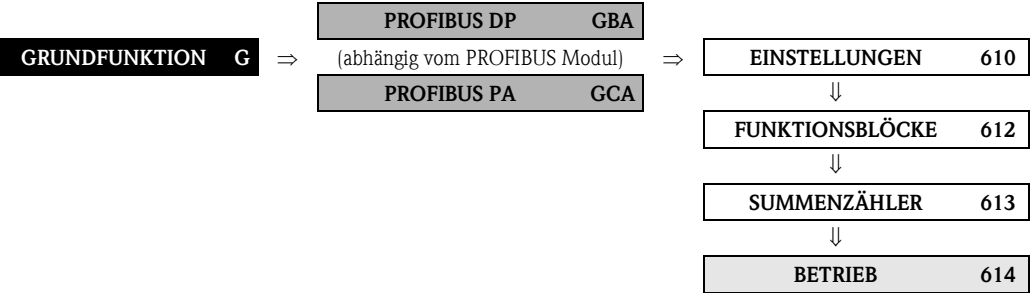 PROFIBUS DP GBA
GRUNDFUNKTION G ⇒ (abhängig vom PROFIBUS Modul) ⇒ EINSTELLUNGEN 610
PROFIBUS PA GCA ⇓
FUNKTIONSBLÖCKE 612
⇓
SUMMENZÄHLER 613
⇓
BETRIEB 614